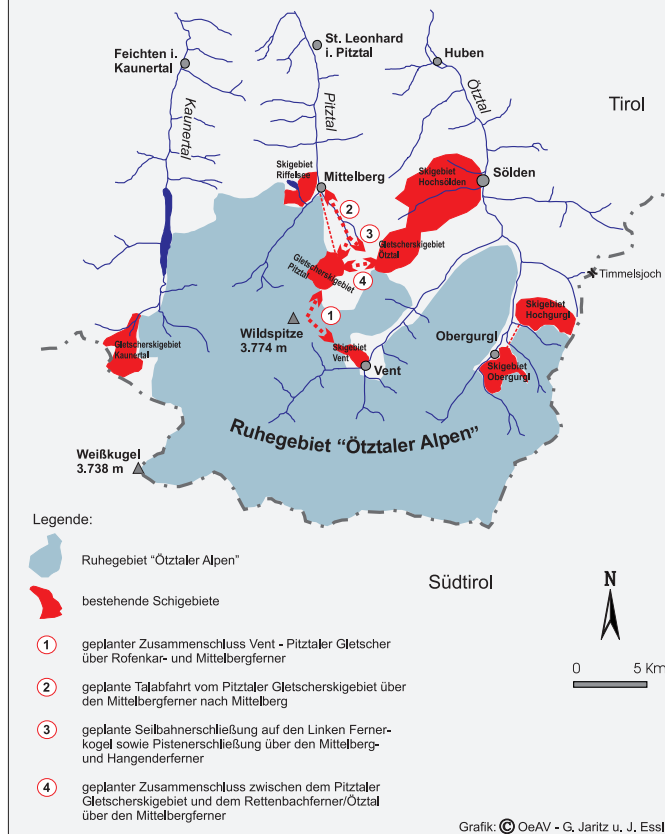 Feichten i.
Kaunertal
St. Leonhard
i. Pitztal
Huben
Kaunertal
Pitztal
Ötztal
Tirol
Skigebiet
Riffelsee
Mittelberg
Skigebiet
Hochsölden
Sölden
2
3
Gletscherskigebiet
Ötztal
Gletscherskigebiet
Pitztal
4
Timmelsjoch
1
Wildspitze
3.774 m
Skigebiet
Hochgurgl
Gletscherskigebiet
Kaunertal
Skigebiet
Vent
Vent
Obergurgl
Skigebiet
Obergurgl
Ruhegebiet "Ötztaler Alpen"
Weißkugel
3.738 m
Legende:
Ruhegebiet "Ötztaler Alpen"
Südtirol
bestehende Schigebiete
N
1 geplanter Zusammenschluss Vent - Pitztaler Gletscher
über Rofenkar- und Mittelbergferner
0 5 Km
2 geplante Talabfahrt vom Pitztaler Gletscherskigebiet über
den Mittelbergferner nach Mittelberg
3 geplante Seilbahnerschließung auf den Linken Ferner-
kogel sowie Pistenerschließung über den Mittelberg-
und Hangenderferner
4 geplanter Zusammenschluss zwischen dem Pitztaler
Gletscherskigebiet und dem Rettenbachferner/Ötztal
über den Mittelbergferner
Grafik: © OeAV - G. Jaritz u. J. Essl